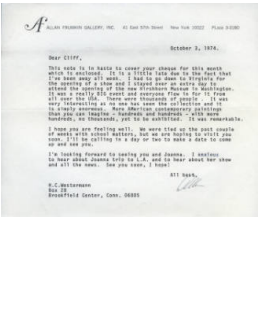 ALLAN FRUMKIN GALLERY, INC. 41 East 57th Street New York 10022 Phone
October 3, 1974.
Dear Cliff,
This note is in haste to cover your cheque for this month
which is enclosed. It is a little late due to the fact that
I've been away all week. I had to go down to Virginia for
the opening of a show and I stayed over an extra day to
attend the opening of the new Hirshhorn Museum in Washington.
It was a really BIG event and everyone flew in for it from
all over the USA. There were thousands of people. It was
very interesting as no one has seen the collection and it
is simply enormous. More AMerican contemporary paintings
than you can imagine - hundreds and hundreds - with more
hundreds, no thousands, yet to be exhibited. It was remarkable.
I hope you are feeling well. We were tied up the past couple
of weeks with school matters, but we are hoping to visit you
soon. I'll be calling in a day or two to make a date to come
up and see you.
I'm looking forward to seeing you and Joanna. I anxious
to hear about Joanna trip to L.A. and to hear about her show
and all the news. See you soon, I hope!
All best,
H.C.Westermann
Box 28
Brookfield Center, Conn. 06805